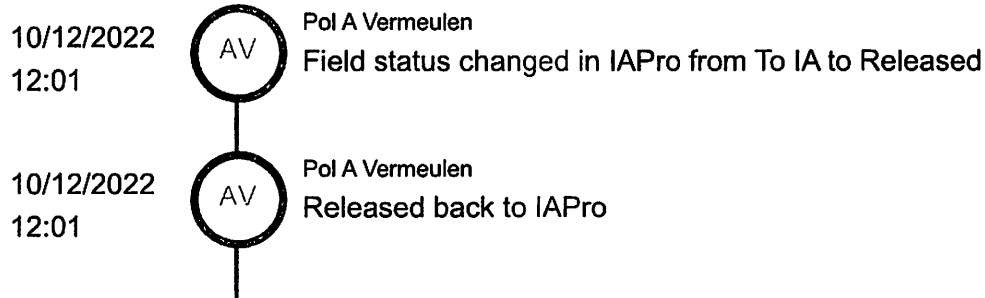 10/12/2022
12:01
AV
Pol A Vermeulen
Field status changed in IAPro from To IA to Released
10/12/2022
12:01
AV
Pol A Vermeulen
Released back to IAPro